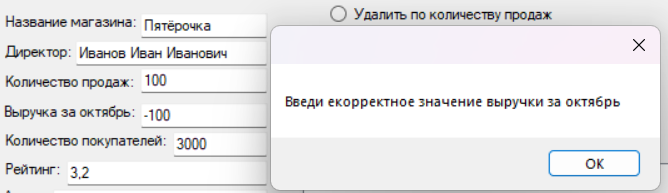 Название магазина: Пятёрочка
Удалить по количеству продаж
Директор: Иванов Иван Иванович
Количество продаж: 100
Выручка за октябрь: -100
Введи екорректное значение выручки за октябрь
Количество покупателей: 3000
OK
Рейтинг: 3,2